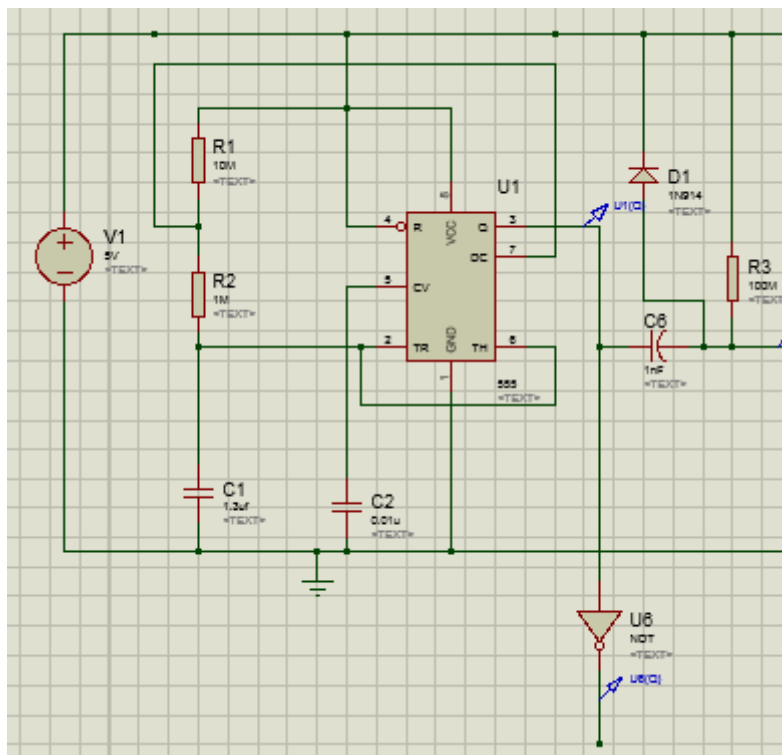 V1
5V
<TEXT>
R1
10M
<TEXT>
R2
1M
<TEXT>
C1
1.3uf
<TEXT>
C2
0.01u
<TEXT>
U1
4
R
VCC
8
Q
3
DC
7
5
CV
2
TR
GND
1
TH
6
555
<TEXT>
U1(Q)
D1
1N914
<TEXT>
R3
100M
<TEXT>
C6
1nF
<TEXT>
U6
NOT
<TEXT>
U6(Q)